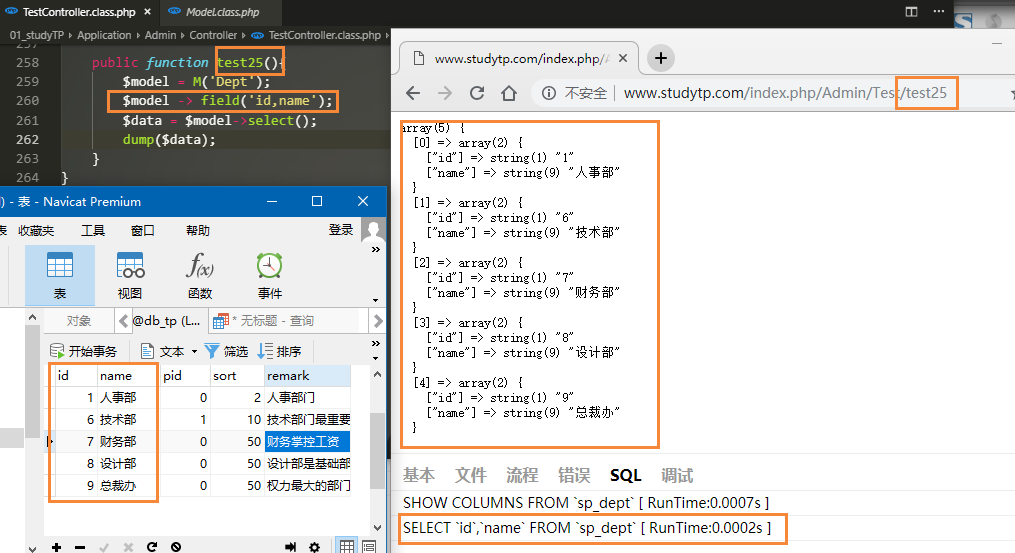 TestController.class.php ×
Model.class.php
01_studyTP > Application > Admin > Controller > TestController.class.php >
258 public function test25(){
259 $model = M('Dept');
260 $model -> field('id,name');
261 $data = $model->select();
262 dump($data);
263 }
264 }
www.studytp.com/index.php/A
不安全 | www.studytp.com/index.php/Admin/Test/test25
array(5) {
[0] => array(2) {
["id"] => string(1) "1"
["name"] => string(9) "人事部"
}
[1] => array(2) {
["id"] => string(1) "6"
["name"] => string(9) "技术部"
}
[2] => array(2) {
["id"] => string(1) "7"
["name"] => string(9) "财务部"
}
[3] => array(2) {
["id"] => string(1) "8"
["name"] => string(9) "设计部"
}
[4] => array(2) {
["id"] => string(1) "9"
["name"] => string(9) "总裁办"
}
基本 文件 流程 错误 SQL 调试
SHOW COLUMNS FROM `sp_dept` [ RunTime:0.0007s ]
SELECT `id`,`name` FROM `sp_dept` [ RunTime:0.0002s ]
) - 表 - Navicat Premium
表 收藏夹 工具 窗口 帮助 登录
表 视图 函数 事件
对象 @db_tp (L... * 无标题 - 查询
开始事务 文本 筛选 排序
id name pid sort remark
1 人事部 0 2 人事部门
6 技术部 1 10 技术部门最重要
7 财务部 0 50 财务掌控工资
8 设计部 0 50 设计部是基础部
9 总裁办 0 50 权力最大的部门